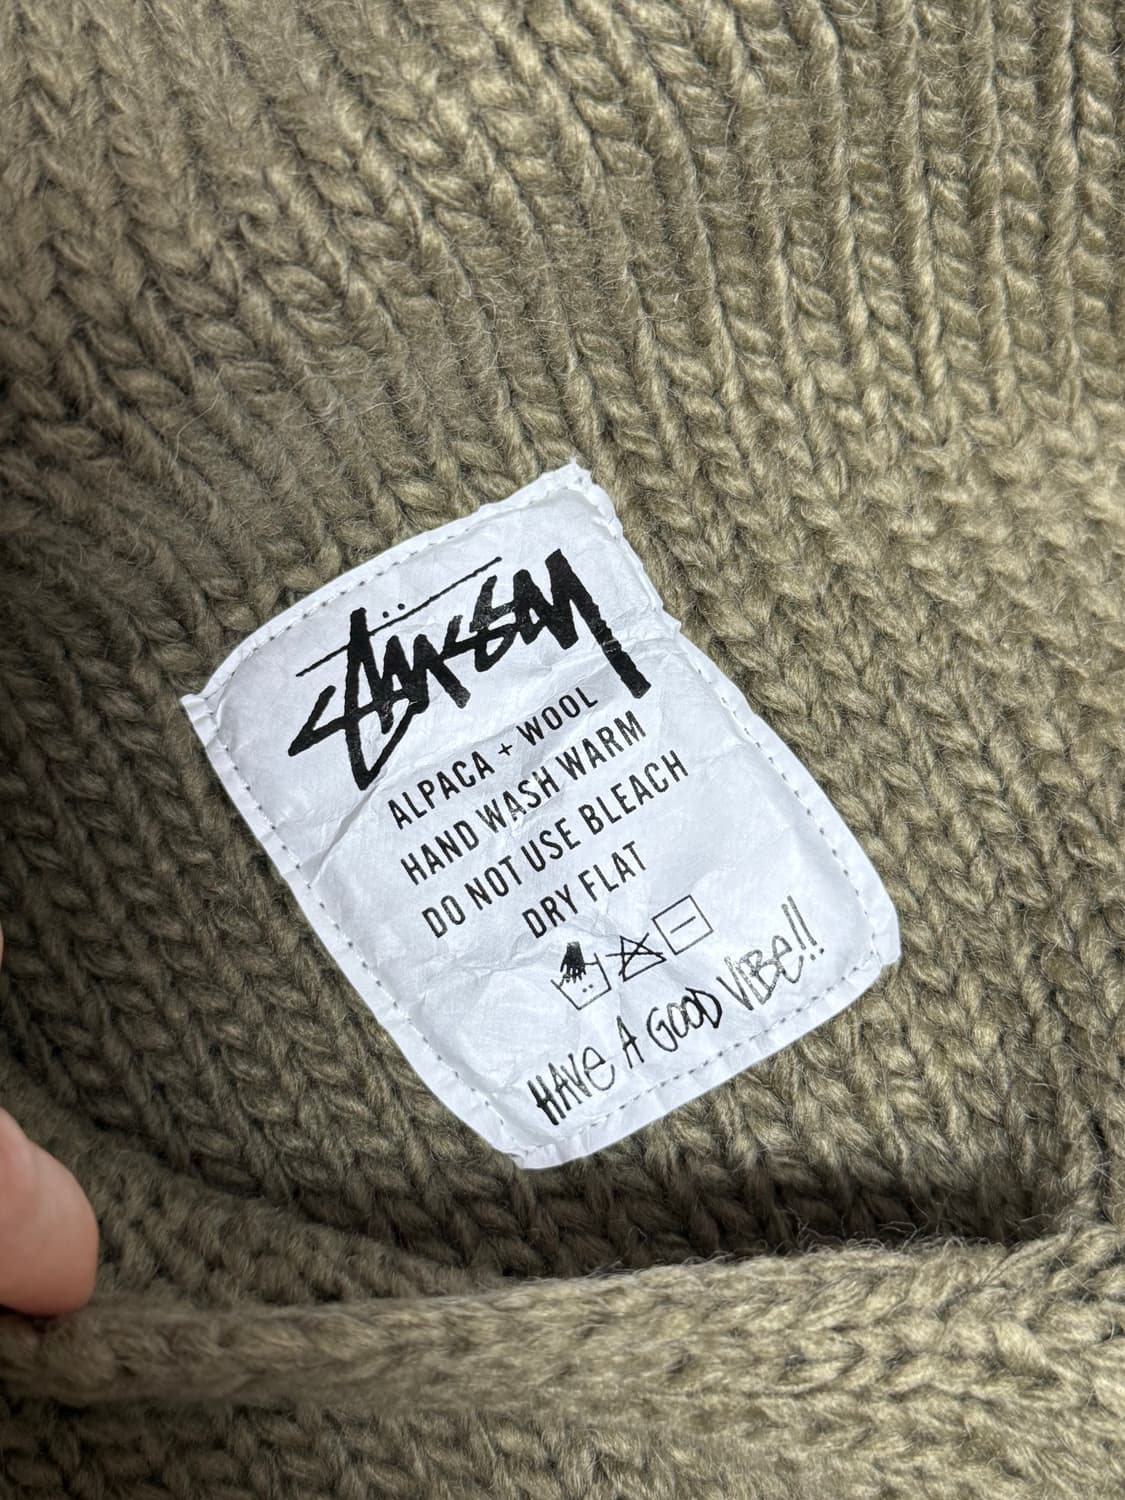 Stüssy
ALPACA + WOOL
HAND WASH WARM
DO NOT USE BLEACH
DRY FLAT
HAVE A GOOD VIBE!!